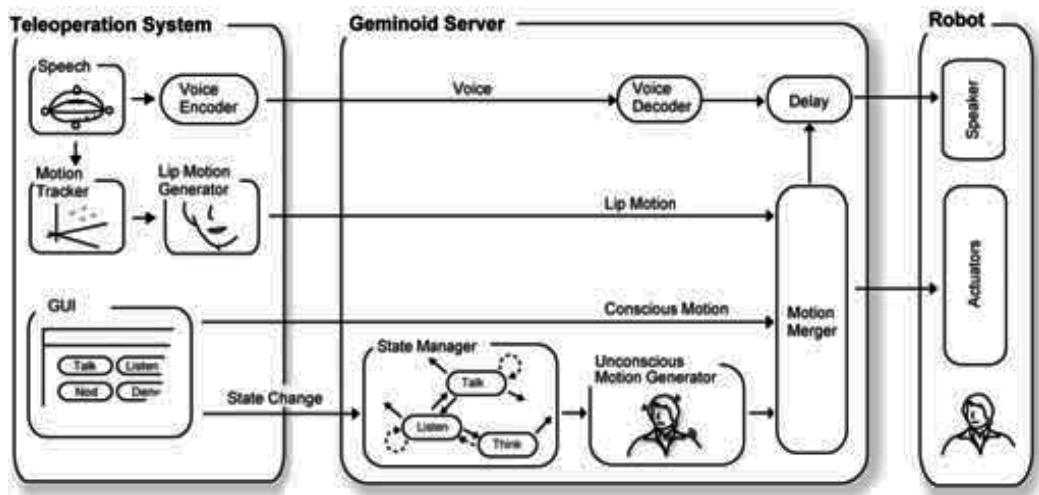 Teleoperation System
Geminoid Server
Robot
Speech
Voice
Encoder
Voice
Voice
Decoder
Delay
Speaker
Motion
Tracker
Lip Motion
Generator
Lip Motion
GUI
Talk
Listen
Nod
State Change
Conscious Motion
State Manager
Talk
Listen
Think
Unconscious
Motion Generator
Motion
Merger
Actuators